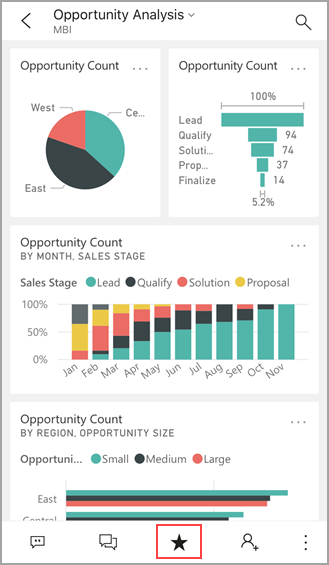 Opportunity Analysis
MBI
Opportunity Count ...
West
Ce...
East
Opportunity Count ...
100%
Lead
Qualify 94
Soluti... 74
Prop... 37
Finalize 14
5.2%
Opportunity Count ...
BY MONTH, SALES STAGE
Sales Stage Lead Qualify Solution Proposal
100%
50%
0%
Jan Feb Mar Apr May Jun Jul Aug Sep Oct Nov
Opportunity Count ...
BY REGION, OPPORTUNITY SIZE
Opportuni... Small Medium Large
East
Central